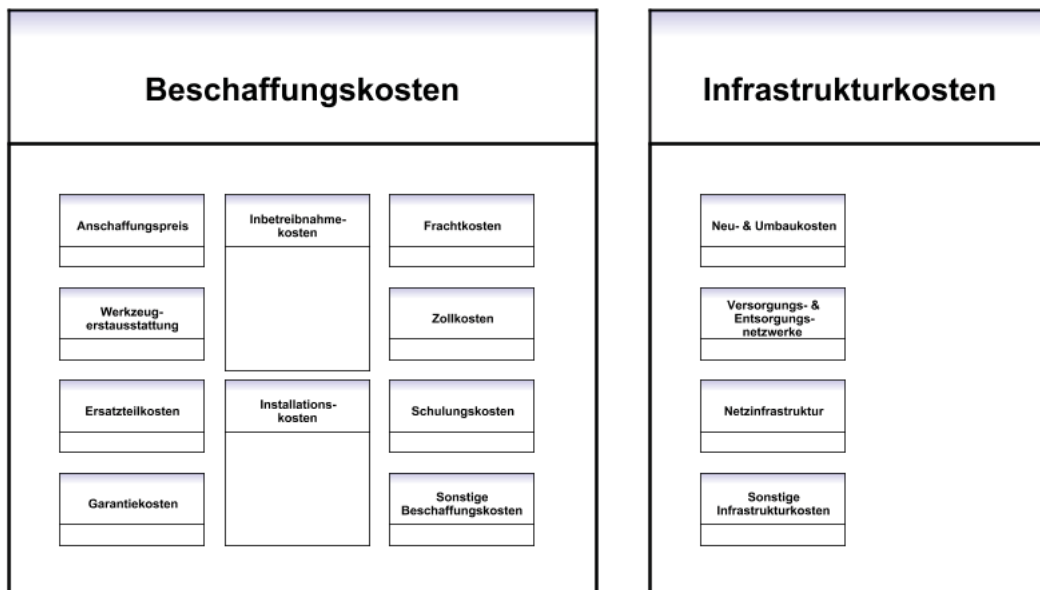 Beschaffungskosten
Anschaffungspreis
Werkzeug-
erstausstattung
Ersatzteilkosten
Garantiekosten
Inbetreibnahme-
kosten
Installations-
kosten
Frachtkosten
Zollkosten
Schulungskosten
Sonstige
Beschaffungskosten
Infrastrukturkosten
Neu- & Umbaukosten
Versorgungs- &
Entsorgungs-
netzwerke
Netzinfrastruktur
Sonstige
Infrastrukturkosten